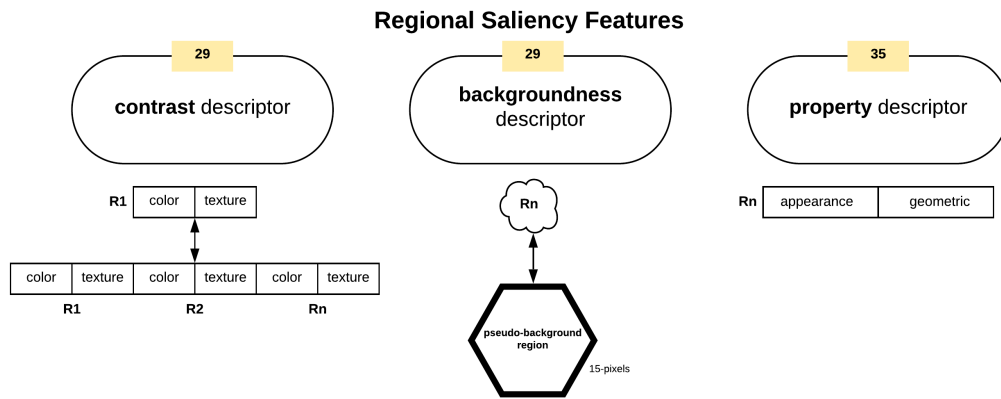 Regional Saliency Features
29
contrast descriptor
R1 color texture
color texture color texture color texture
R1 R2 Rn
29
backgroundness
descriptor
Rn
pseudo-background
region
15-pixels
35
property descriptor
Rn appearance geometric